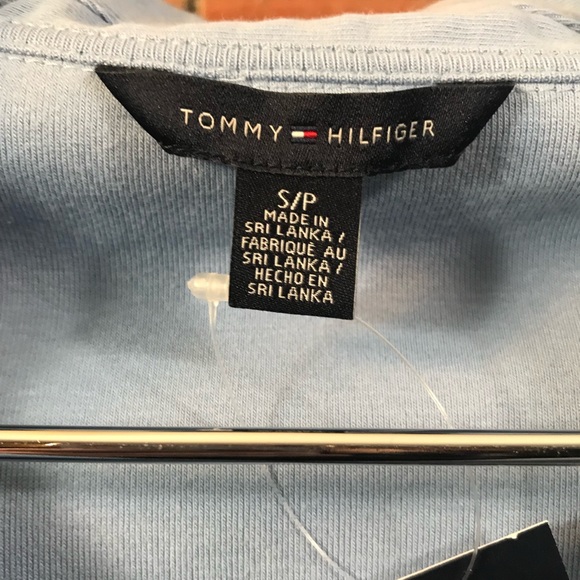 TOMMY HILFIGER
S/P
MADE IN
SRI LANKA /
FABRIQUÉ AU
SRI LANKA /
HECHO EN
SRI LANKA